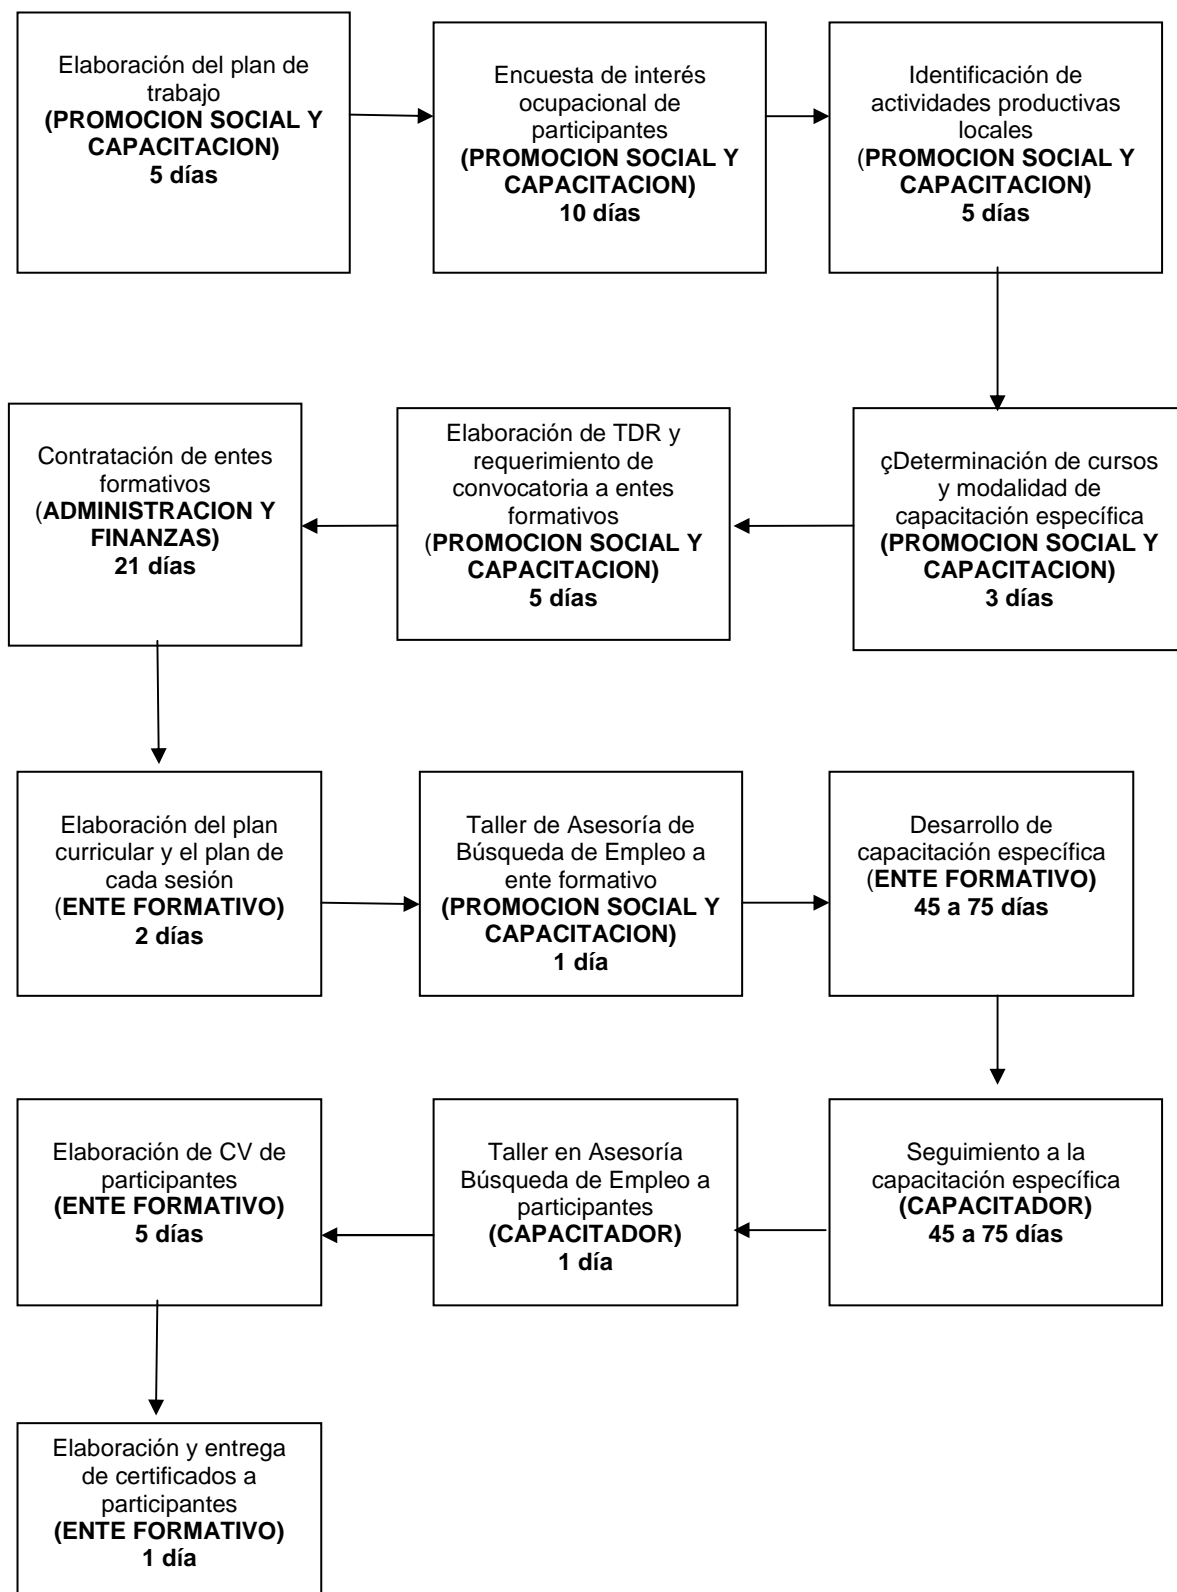 Elaboración del plan de
trabajo
(PROMOCION SOCIAL Y
CAPACITACION)
5 días
Encuesta de interés
ocupacional de
participantes
(PROMOCION SOCIAL Y
CAPACITACION)
10 días
Identificación de
actividades productivas
locales
(PROMOCION SOCIAL Y
CAPACITACION)
5 días
çDeterminación de cursos
y modalidad de
capacitación específica
(PROMOCION SOCIAL Y
CAPACITACION)
3 días
Elaboración de TDR y
requerimiento de
convocatoria a entes
formativos
(PROMOCION SOCIAL Y
CAPACITACION)
5 días
Contratación de entes
formativos
(ADMINISTRACION Y
FINANZAS)
21 días
Elaboración del plan
curricular y el plan de
cada sesión
(ENTE FORMATIVO)
2 días
Taller de Asesoría de
Búsqueda de Empleo a
ente formativo
(PROMOCION SOCIAL Y
CAPACITACION)
1 día
Desarrollo de
capacitación específica
(ENTE FORMATIVO)
45 a 75 días
Seguimiento a la
capacitación específica
(CAPACITADOR)
45 a 75 días
Taller en Asesoría
Búsqueda de Empleo a
participantes
(CAPACITADOR)
1 día
Elaboración de CV de
participantes
(ENTE FORMATIVO)
5 días
Elaboración y entrega
de certificados a
participantes
(ENTE FORMATIVO)
1 día